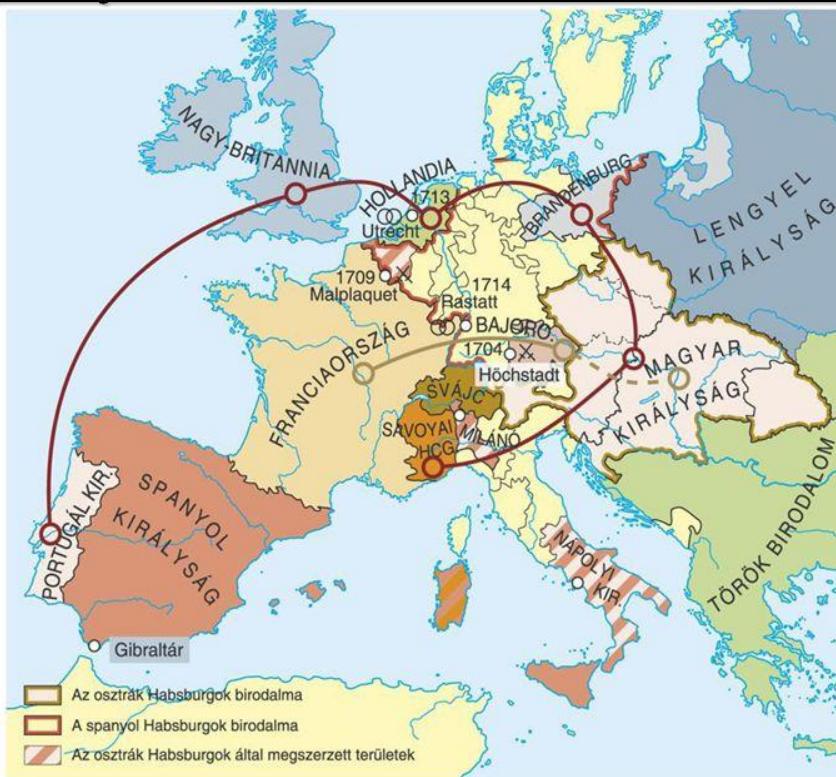 NAGY-BRITANNIA
HOLLANDIA
1713
Utrecht
BRANDENBURG
LENGYEL
KIRÁLYSÁG
1709
Malplaquet
1714
Rastatt
BAJORO.
1704
Höchstadt
FRANCIAORSZÁG
SVÁJC
SAVOYAI
HCG.
MILÁNÓ
MAGYAR
KIRÁLYSÁG
PORTUGÁL KIR.
SPANYOL
KIRÁLYSÁG
NÁPOLYI
KIR.
TÖRÖK BIRODALOM
Gibraltár
Az osztrák Habsburgok birodalma
A spanyol Habsburgok birodalma
Az osztrák Habsburgok által megszerzett területek